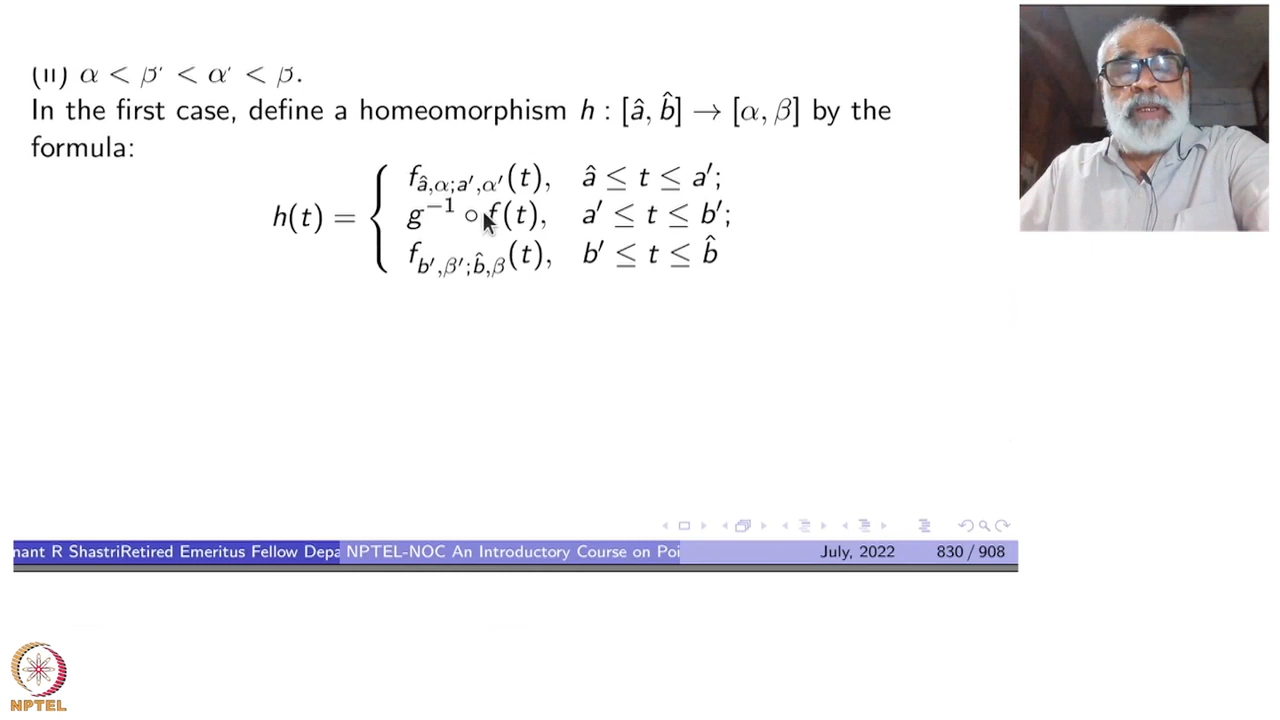 (ii) α < β′ < α′ < β.
In the first case, define a homeomorphism h : [â, b̂] → [α, β] by the
formula:
h(t) = { f_{â,α;a′,α′}(t), â ≤ t ≤ a′;
g⁻¹ ∘ f(t), a′ ≤ t ≤ b′;
f_{b′,β′;b̂,β}(t), b′ ≤ t ≤ b̂
nant R ShastriRetired Emeritus Fellow Depa NPTEL-NOC An Introductory Course on Poi July, 2022 830 / 908
NPTEL